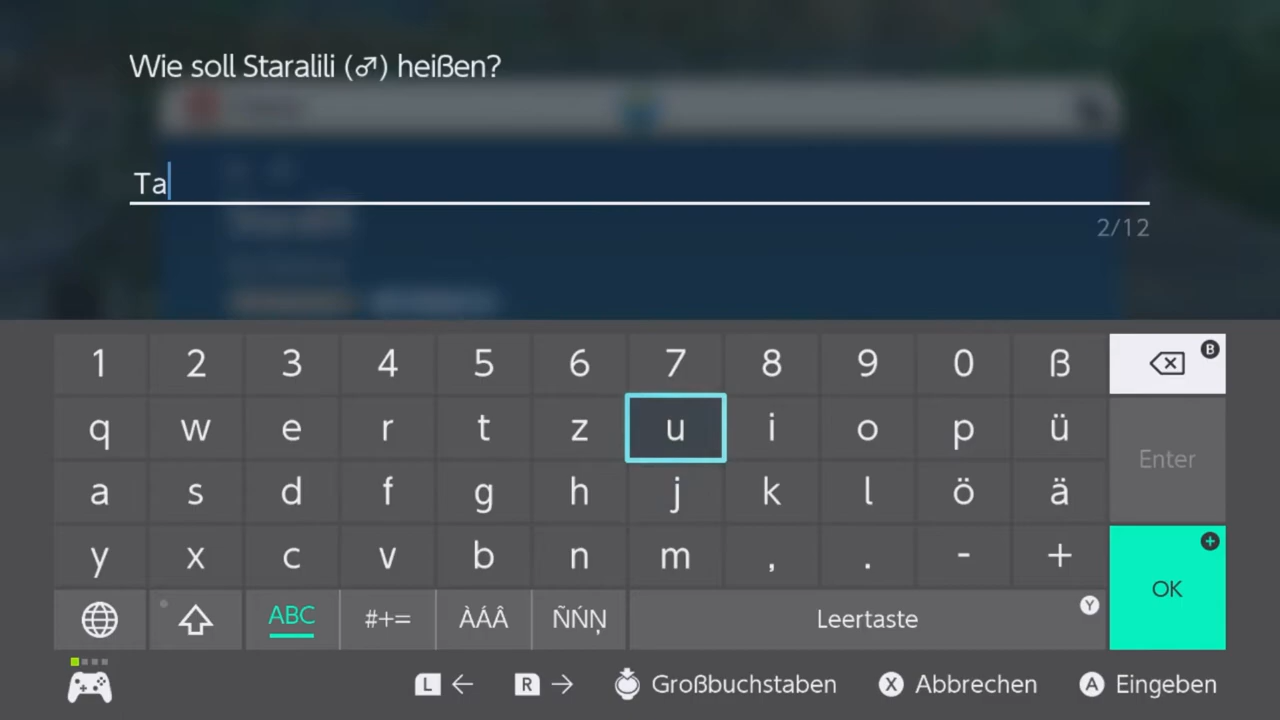 Wie soll Staralili (♂) heißen?
Ta
2/12
1 2 3 4 5 6 7 8 9 0 ß
B
q w e r t z u i o p ü
Enter
a s d f g h j k l ö ä
y x c v b n m , . - +
OK
ABC #+= ÀÁÂ ÑŃŅ Leertaste Y
L ← R → Großbuchstaben X Abbrechen A Eingeben